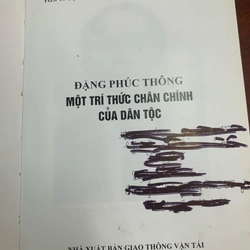 ĐẶNG PHÚC THÔNG
MỘT TRÍ THỨC CHÂN CHÍNH
CỦA DÂN TỘC
NHÀ XUẤT BẢN GIAO THÔNG VẬN TẢI